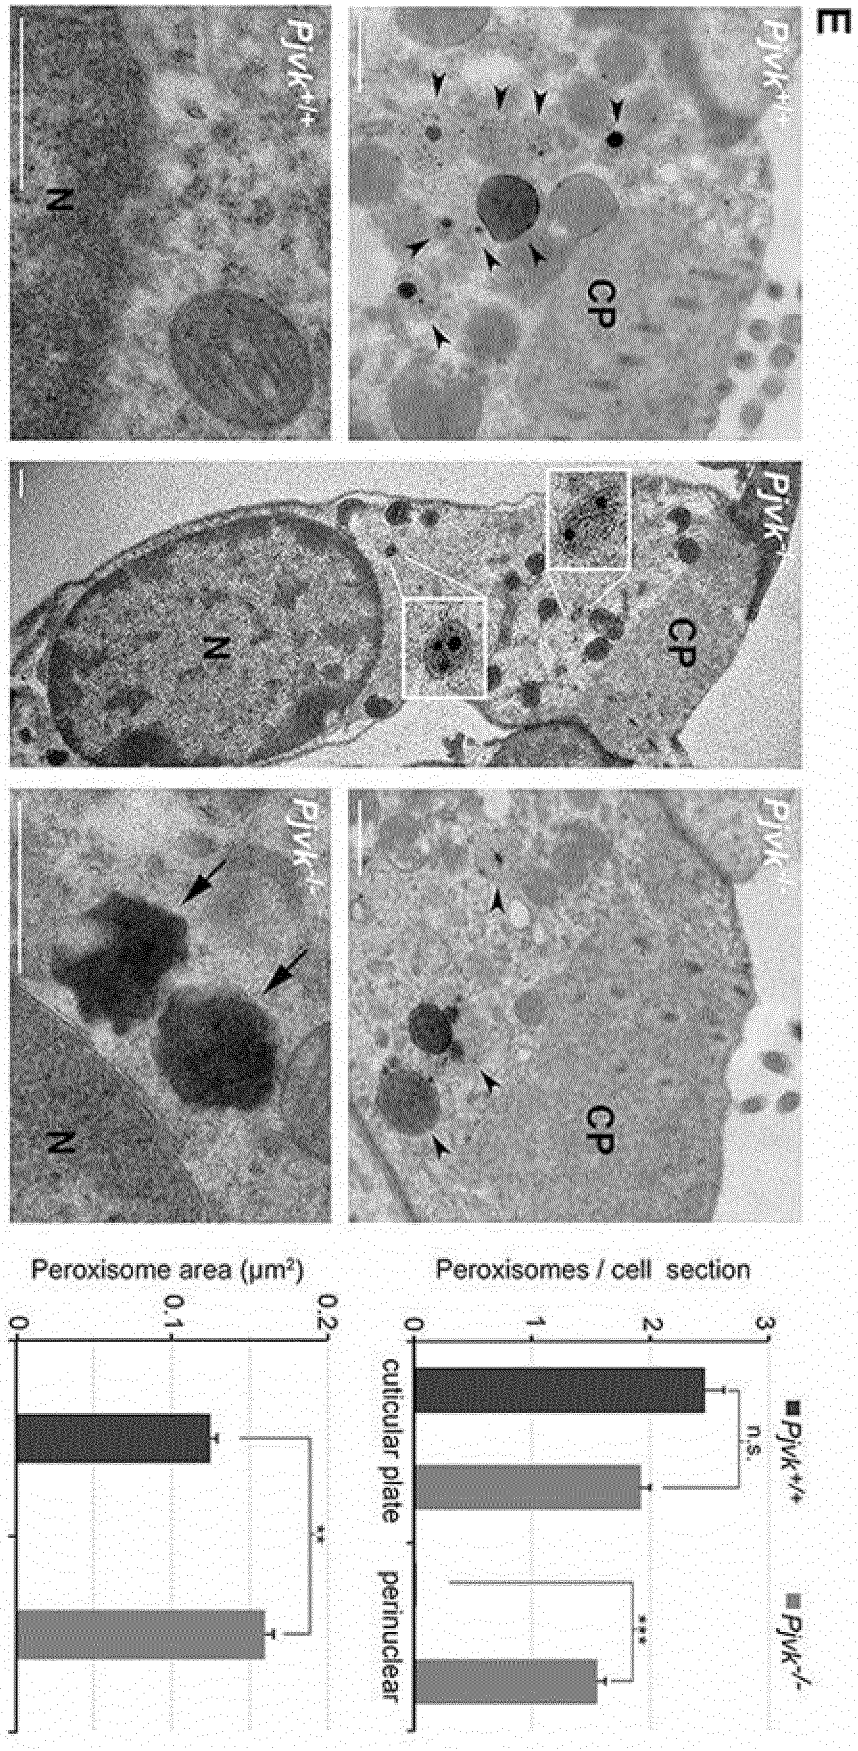 E
Pjvk+/+
CP
Pjvk-/-
CP
Pjvk-/-
CP
Pjvk+/+
N
N
Pjvk-/-
N
Pjvk+/+
Pjvk-/-
Peroxisomes / cell section
3
2
1
0
n.s.
***
cuticular plate
perinuclear
Peroxisome area (µm²)
0.2
0.1
0
**